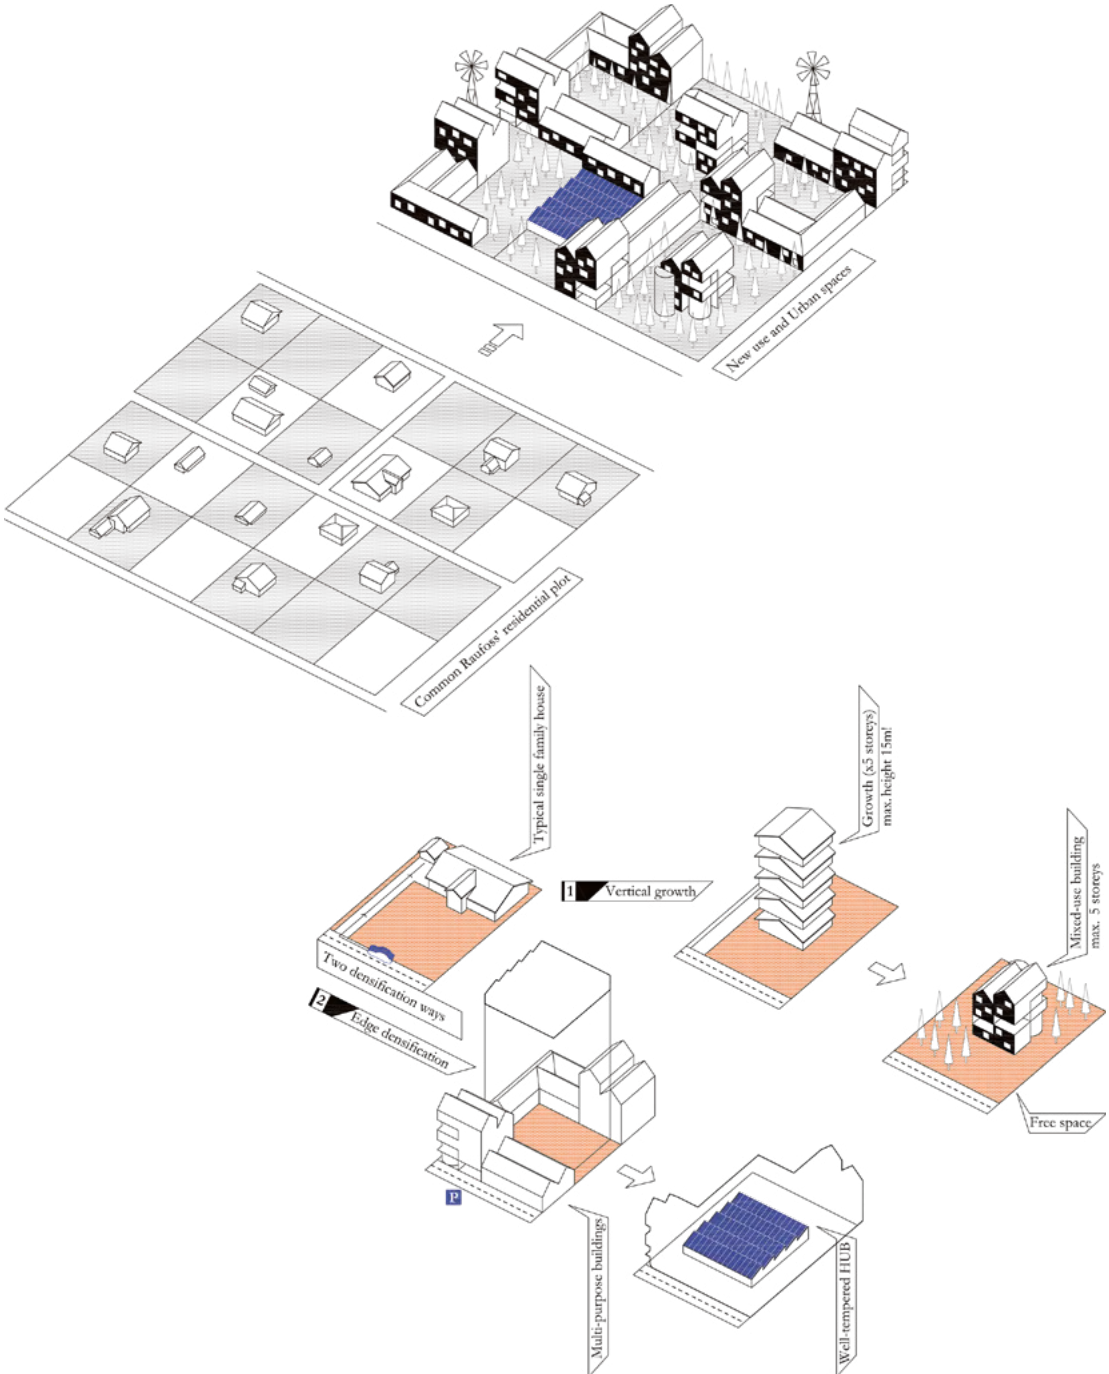 New use and Urban spaces
Common Raufoss' residential plot
Typical single family house
Growth (x5 storeys)
max. height 15m!
Mixed-use building
max. 5 storeys
1 Vertical growth
Two densification ways
2 Edge densification
Free space
P
Multi-purpose buildings
Well-tempered HUB